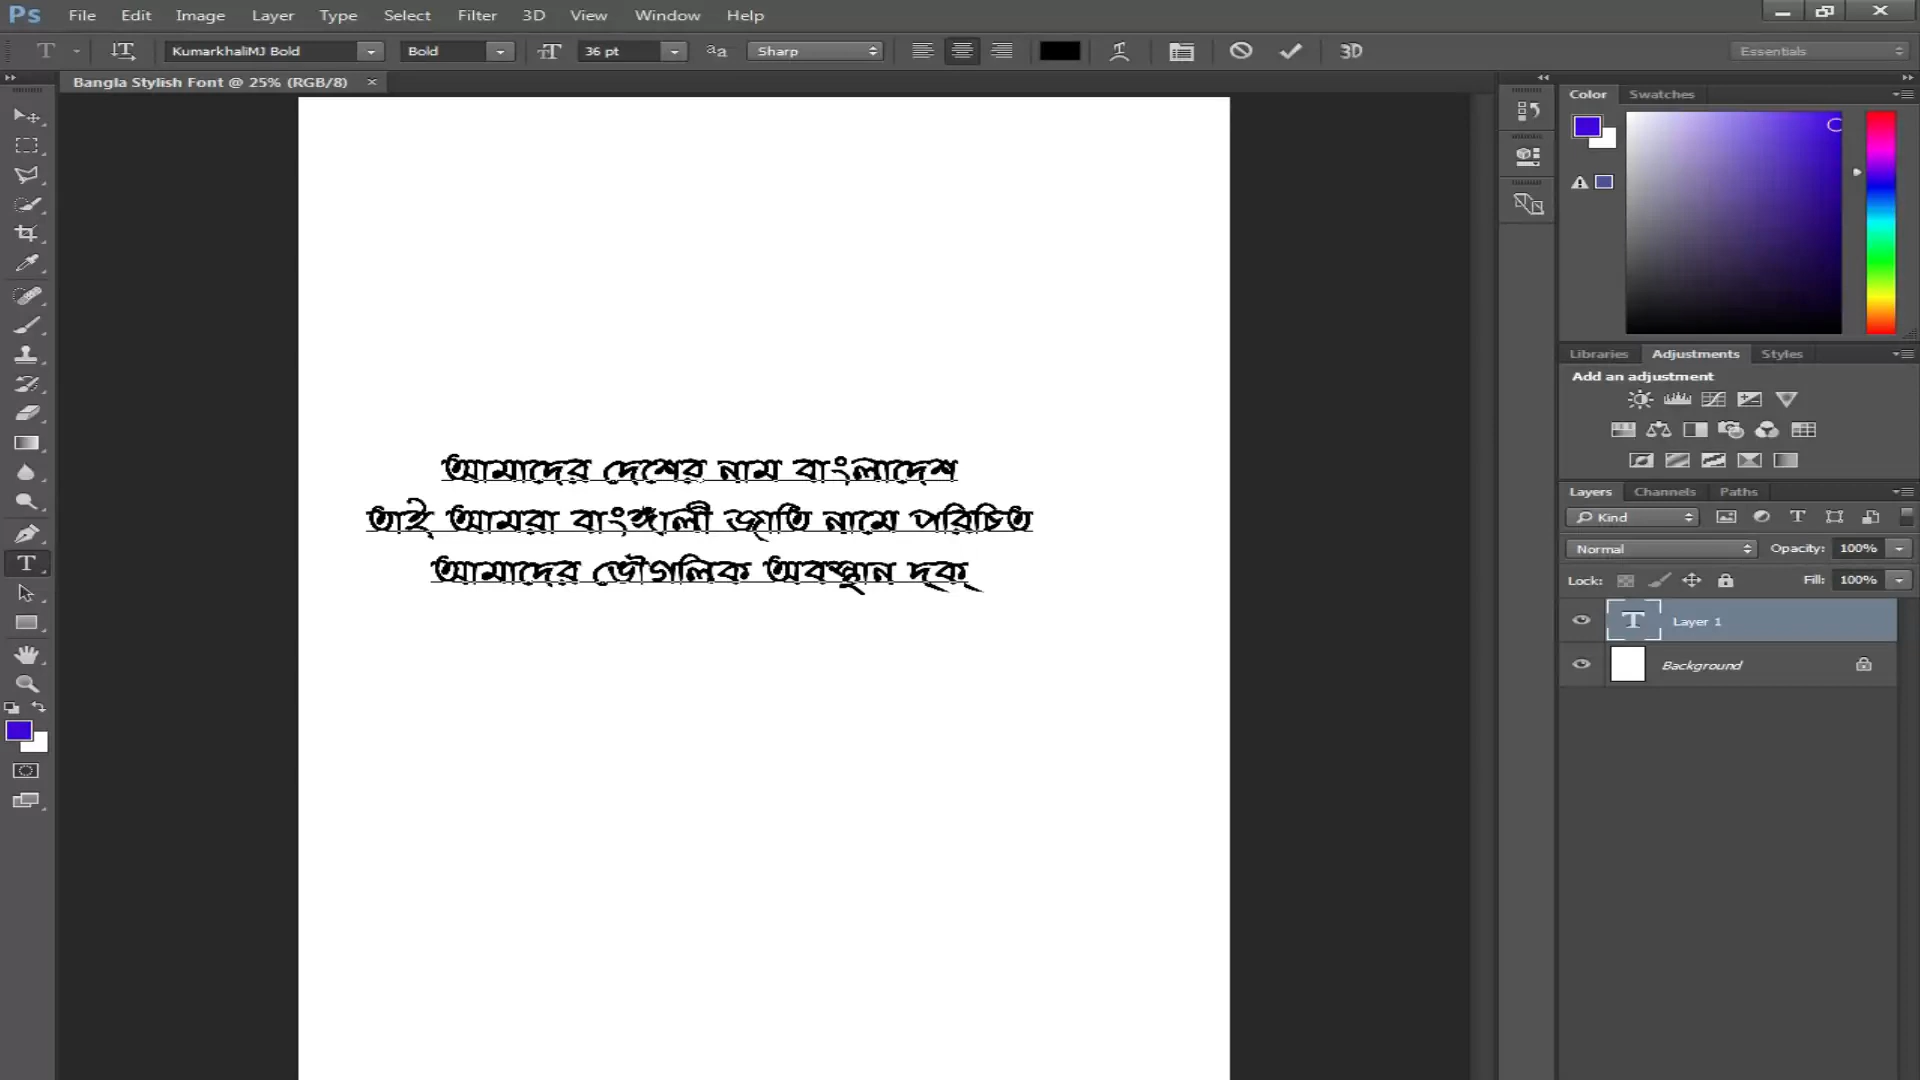 Ps File Edit Image Layer Type Select Filter 3D View Window Help
T KumarkhaliMJ Bold Bold 36 pt Sharp 3D Essentials
Bangla Stylish Font @ 25% (RGB/8) ×
Color Swatches
Libraries Adjustments Styles
Add an adjustment
Layers Channels Paths
Kind
Normal Opacity: 100%
Lock: Fill: 100%
Layer 1
Background
আমাদের দেশের নাম বাংলাদেশ
তাই আমরা বাংঙ্গালী জাতি নামে পরিচিত
আমাদের ভৌগলিক অবস্থান দ্ক্